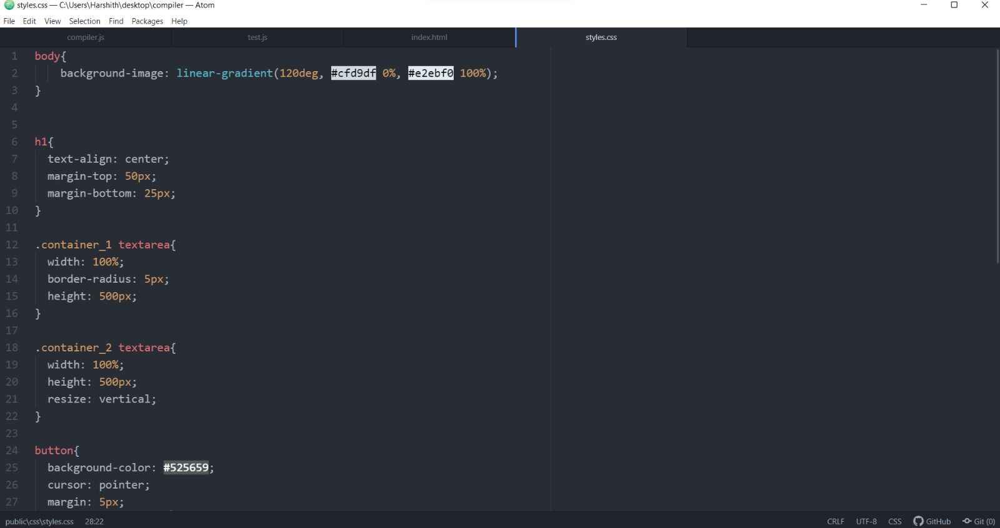 styles.css — C:\Users\Harshith\desktop\compiler — Atom
File Edit View Selection Find Packages Help
compiler.js test.js index.html styles.css
1 body{
2 background-image: linear-gradient(120deg, #cfd9df 0%, #e2ebf0 100%);
3 }
4
5
6 h1{
7 text-align: center;
8 margin-top: 50px;
9 margin-bottom: 25px;
10 }
11
12 .container_1 textarea{
13 width: 100%;
14 border-radius: 5px;
15 height: 500px;
16 }
17
18 .container_2 textarea{
19 width: 100%;
20 height: 500px;
21 resize: vertical;
22 }
23
24 button{
25 background-color: #525659;
26 cursor: pointer;
27 margin: 5px;
public\css\styles.css 28:22 CRLF UTF-8 CSS GitHub Git (0)